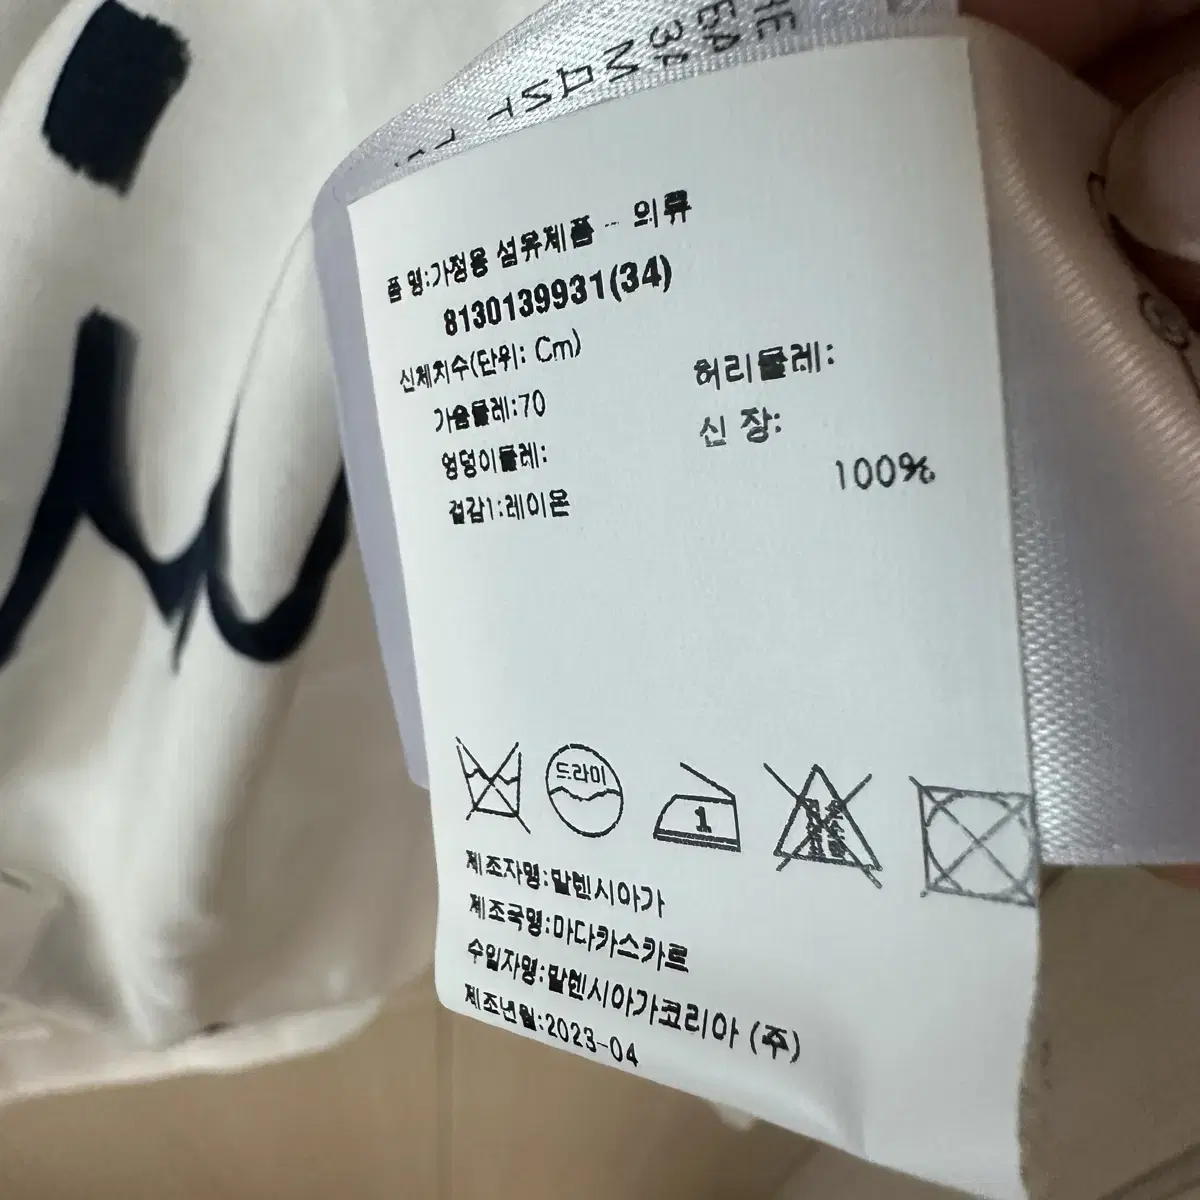 품 명:가정용 섬유제품 - 의류
8130139931(34)
신체치수(단위: Cm)
가슴둘레:70 허리둘레:
엉덩이둘레: 신 장:
겉감1:레이온 100%
드라이
1
제조자명:발렌시아가
제조국명:마다카스카르
수입자명:발렌시아가코리아 (주)
제조년월:2023-04